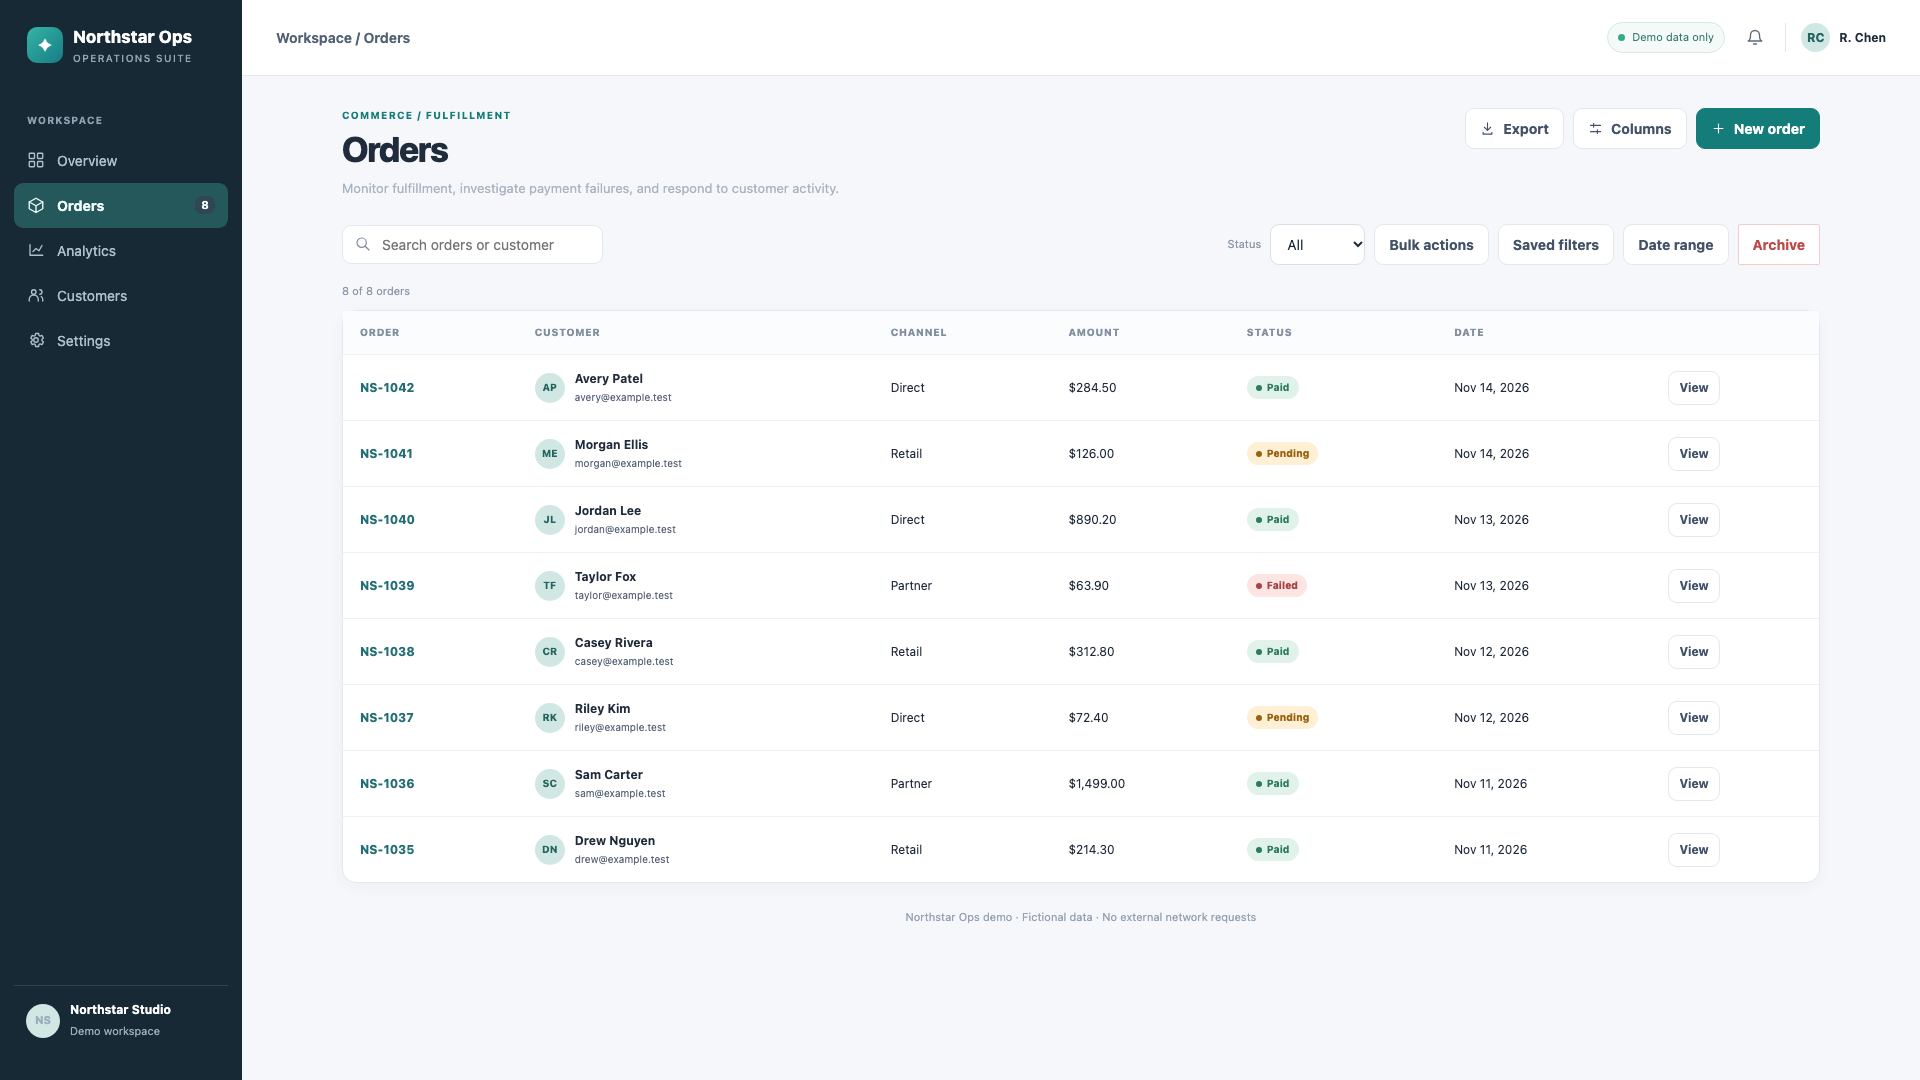 Northstar Ops
OPERATIONS SUITE
WORKSPACE
Overview
Orders 8
Analytics
Customers
Settings
NS
Northstar Studio
Demo workspace
Workspace / Orders
Demo data only
RC R. Chen
COMMERCE / FULFILLMENT
Orders
Monitor fulfillment, investigate payment failures, and respond to customer activity.
Export
Columns
+ New order
Search orders or customer
Status All
Bulk actions
Saved filters
Date range
Archive
8 of 8 orders
ORDER CUSTOMER CHANNEL AMOUNT STATUS DATE
NS-1042 AP Avery Patel Direct $284.50 Paid Nov 14, 2026 View
avery@example.test
NS-1041 ME Morgan Ellis Retail $126.00 Pending Nov 14, 2026 View
morgan@example.test
NS-1040 JL Jordan Lee Direct $890.20 Paid Nov 13, 2026 View
jordan@example.test
NS-1039 TF Taylor Fox Partner $63.90 Failed Nov 13, 2026 View
taylor@example.test
NS-1038 CR Casey Rivera Retail $312.80 Paid Nov 12, 2026 View
casey@example.test
NS-1037 RK Riley Kim Direct $72.40 Pending Nov 12, 2026 View
riley@example.test
NS-1036 SC Sam Carter Partner $1,499.00 Paid Nov 11, 2026 View
sam@example.test
NS-1035 DN Drew Nguyen Retail $214.30 Paid Nov 11, 2026 View
drew@example.test
Northstar Ops demo · Fictional data · No external network requests